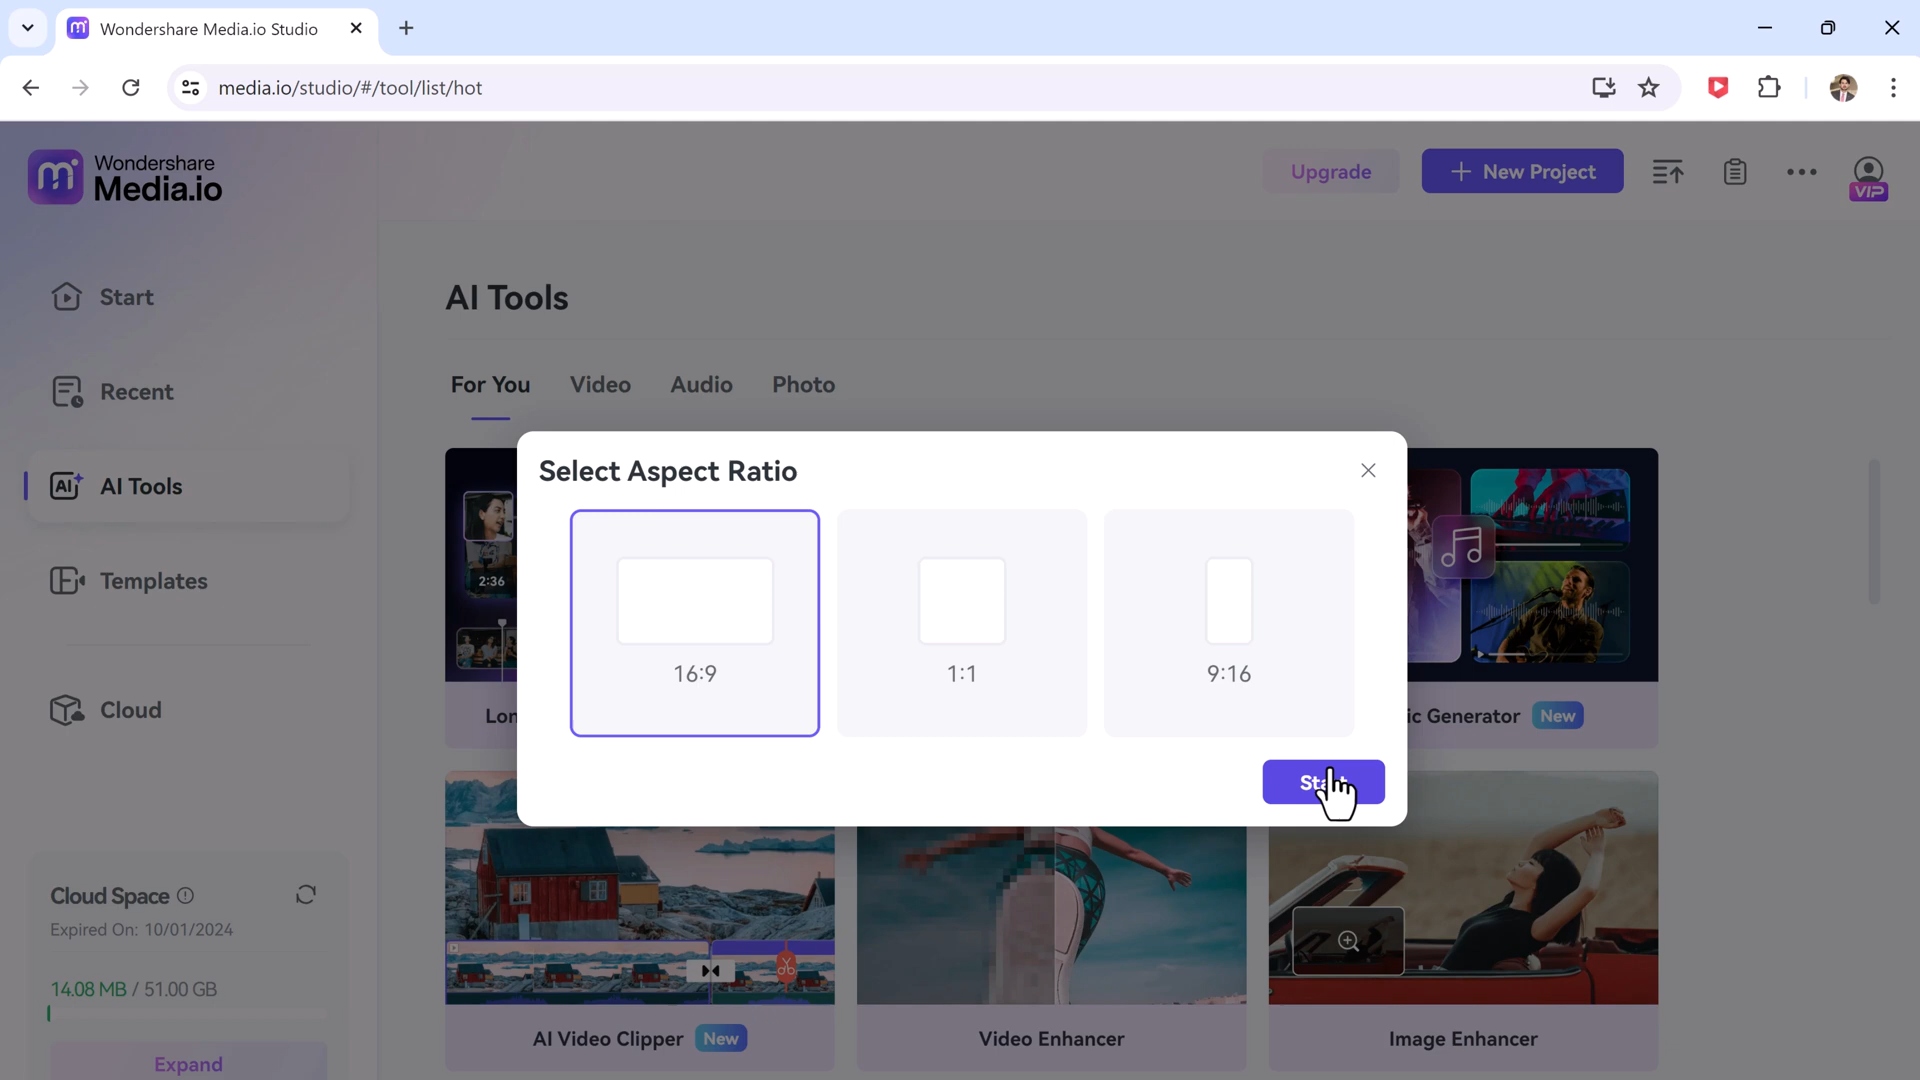 Wondershare Media.io Studio
media.io/studio/#/tool/list/hot
Wondershare
Media.io
Upgrade
New Project
VIP
Start
Recent
AI Tools
Templates
Cloud
Cloud Space
Expired On: 10/01/2024
14.08 MB / 51.00 GB
Expand
AI Tools
For You Video Audio Photo
Select Aspect Ratio
16:9
1:1
9:16
2:36
Lon
ic Generator New
AI Video Clipper New
Video Enhancer
Image Enhancer